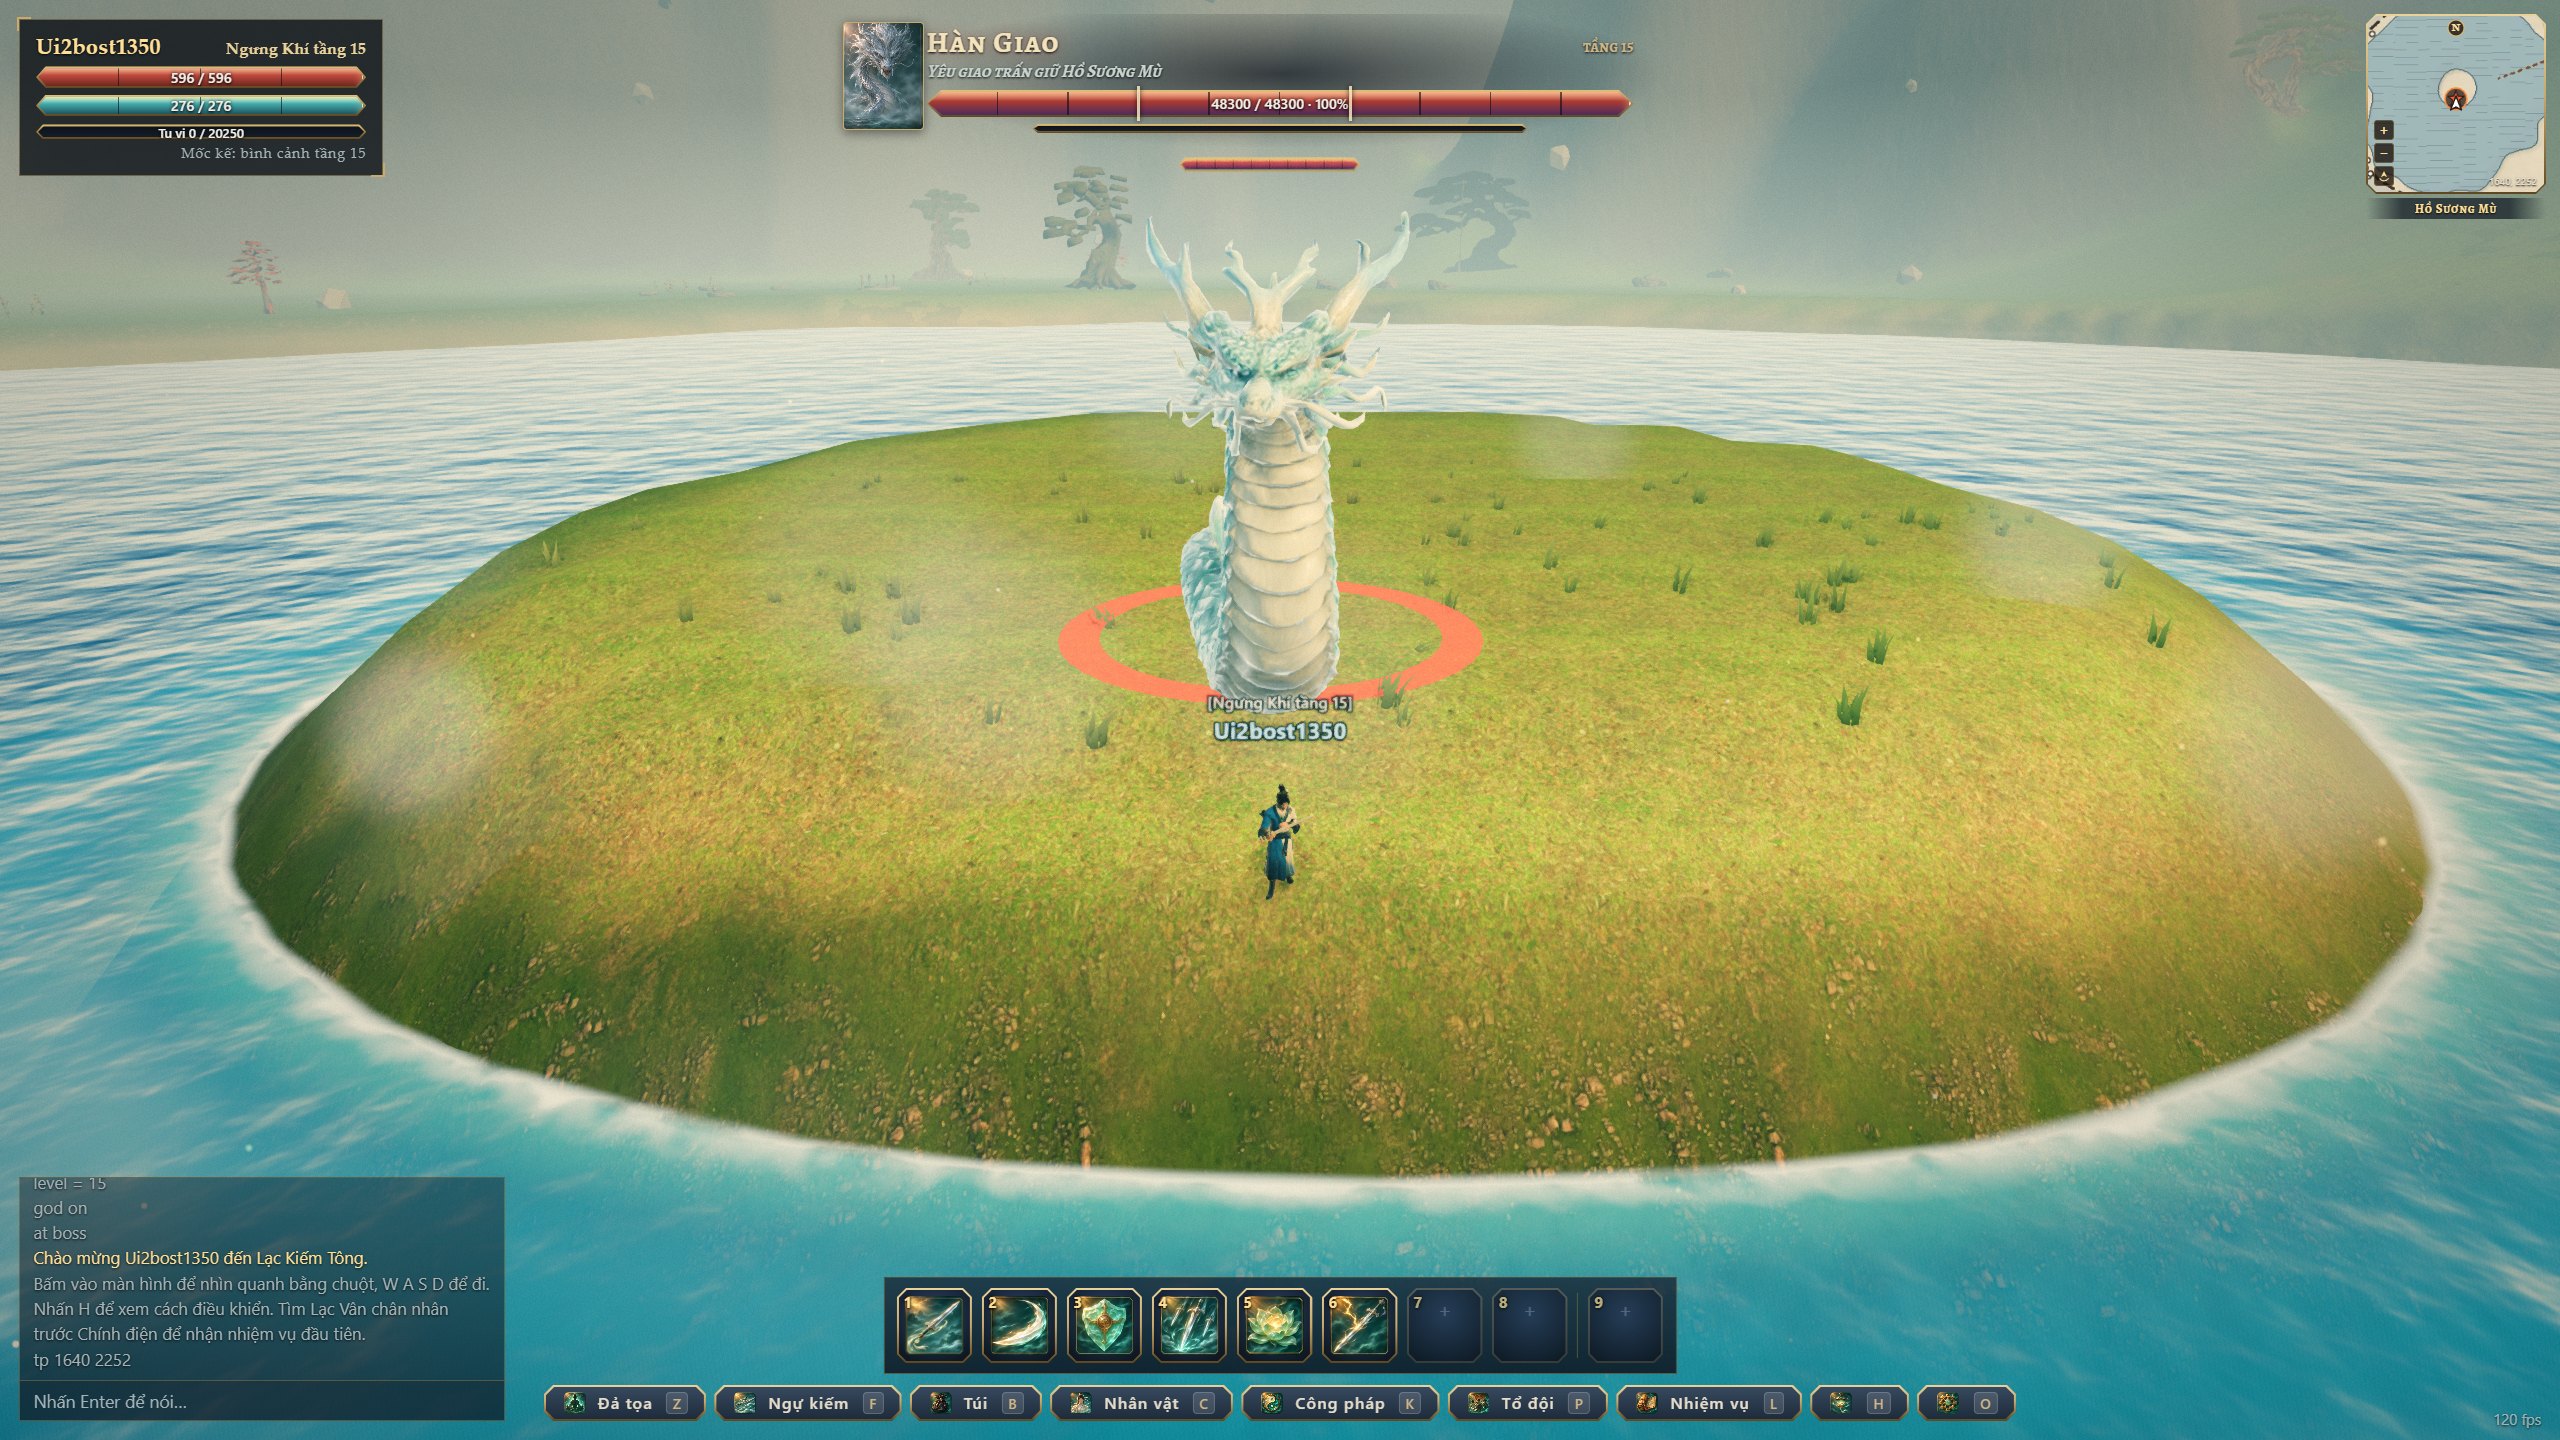 Ui2bost1350
Ngưng Khí tầng 15
596 / 596
276 / 276
Tu vi 0 / 20250
Mốc kế: bình cảnh tầng 15
Hàn Giao
Tầng 15
Yêu giao trấn giữ Hồ Sương Mù
48300 / 48300 · 100%
N
+
−
1640, 2252
Hồ Sương Mù
[Ngưng Khí tầng 15]
Ui2bost1350
level = 15
god on
at boss
Chào mừng Ui2bost1350 đến Lạc Kiếm Tông.
Bấm vào màn hình để nhìn quanh bằng chuột, W A S D để đi.
Nhấn H để xem cách điều khiển. Tìm Lạc Vân chân nhân
trước Chính điện để nhận nhiệm vụ đầu tiên.
tp 1640 2252
Nhấn Enter để nói...
1 2 3 4 5 6 7 8 9
+ + +
Đả tọa Z
Ngự kiếm F
Túi B
Nhân vật C
Công pháp K
Tổ đội P
Nhiệm vụ L
H
O
120 fps